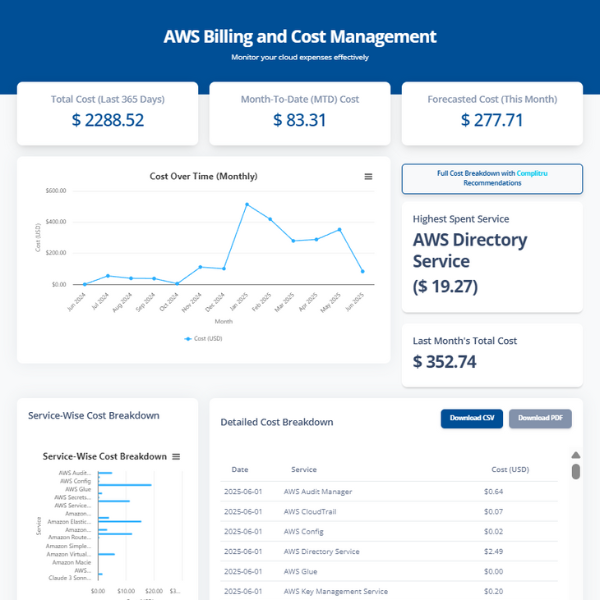 AWS Billing and Cost Management
Monitor your cloud expenses effectively
Total Cost (Last 365 Days)
$ 2288.52
Month-To-Date (MTD) Cost
$ 83.31
Forecasted Cost (This Month)
$ 277.71
Cost Over Time (Monthly)
$600.00
$400.00
$200.00
$0.00
Cost (USD)
Jun 2024
Jul 2024
Aug 2024
Sep 2024
Oct 2024
Nov 2024
Dec 2024
Jan 2025
Feb 2025
Mar 2025
Apr 2025
May 2025
Jun 2025
Month
Cost (USD)
Full Cost Breakdown with Complitru
Recommendations
Highest Spent Service
AWS Directory
Service
($ 19.27)
Last Month's Total Cost
$ 352.74
Service-Wise Cost Breakdown
Service-Wise Cost Breakdown
AWS Audit...
AWS Config
AWS Glue
AWS Secrets...
AWS Service...
Amazon...
Amazon Elastic...
Amazon...
Amazon Route...
Amazon Simple...
Amazon Virtual...
Amazon Macie
AWS...
Claude 3 Sonn...
Service
$0.00
$10.00
$20.00
$3...
Detailed Cost Breakdown
Download CSV
Download PDF
Date Service Cost (USD)
2025-06-01 AWS Audit Manager $0.64
2025-06-01 AWS CloudTrail $0.07
2025-06-01 AWS Config $0.02
2025-06-01 AWS Directory Service $2.49
2025-06-01 AWS Glue $0.00
2025-06-01 AWS Key Management Service $0.20